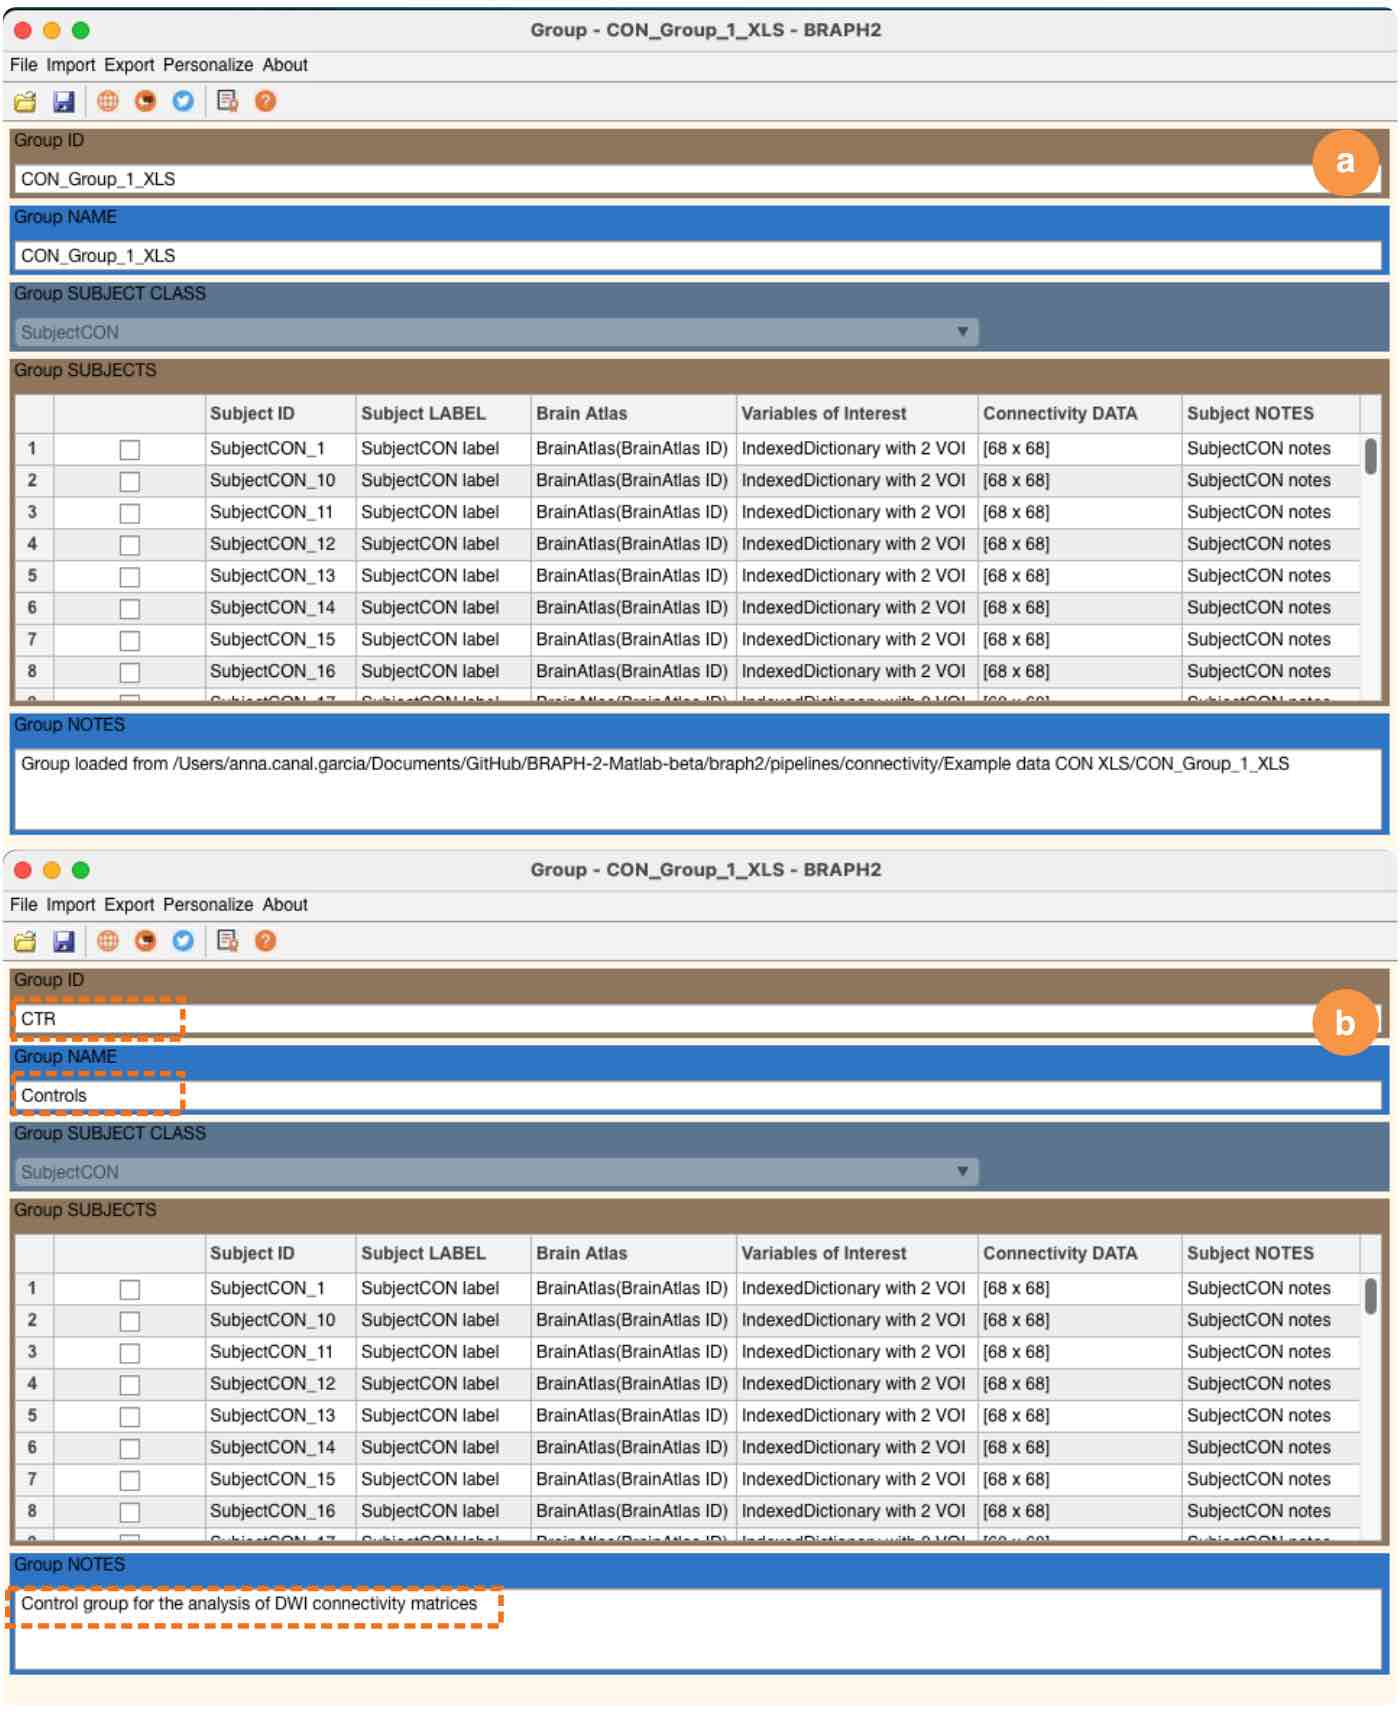 Group - CON_Group_1_XLS - BRAPH2
File Import Export Personalize About
Group ID
a
CON_Group_1_XLS
Group NAME
CON_Group_1_XLS
Group SUBJECT CLASS
SubjectCON
Group SUBJECTS
Subject ID Subject LABEL Brain Atlas Variables of Interest Connectivity DATA Subject NOTES
1 SubjectCON_1 SubjectCON label BrainAtlas(BrainAtlas ID) IndexedDictionary with 2 VOI [68 x 68] SubjectCON notes
2 SubjectCON_10 SubjectCON label BrainAtlas(BrainAtlas ID) IndexedDictionary with 2 VOI [68 x 68] SubjectCON notes
3 SubjectCON_11 SubjectCON label BrainAtlas(BrainAtlas ID) IndexedDictionary with 2 VOI [68 x 68] SubjectCON notes
4 SubjectCON_12 SubjectCON label BrainAtlas(BrainAtlas ID) IndexedDictionary with 2 VOI [68 x 68] SubjectCON notes
5 SubjectCON_13 SubjectCON label BrainAtlas(BrainAtlas ID) IndexedDictionary with 2 VOI [68 x 68] SubjectCON notes
6 SubjectCON_14 SubjectCON label BrainAtlas(BrainAtlas ID) IndexedDictionary with 2 VOI [68 x 68] SubjectCON notes
7 SubjectCON_15 SubjectCON label BrainAtlas(BrainAtlas ID) IndexedDictionary with 2 VOI [68 x 68] SubjectCON notes
8 SubjectCON_16 SubjectCON label BrainAtlas(BrainAtlas ID) IndexedDictionary with 2 VOI [68 x 68] SubjectCON notes
Group NOTES
Group loaded from /Users/anna.canal.garcia/Documents/GitHub/BRAPH-2-Matlab-beta/braph2/pipelines/connectivity/Example data CON XLS/CON_Group_1_XLS
Group - CON_Group_1_XLS - BRAPH2
File Import Export Personalize About
Group ID
b
CTR
Group NAME
Controls
Group SUBJECT CLASS
SubjectCON
Group SUBJECTS
Subject ID Subject LABEL Brain Atlas Variables of Interest Connectivity DATA Subject NOTES
1 SubjectCON_1 SubjectCON label BrainAtlas(BrainAtlas ID) IndexedDictionary with 2 VOI [68 x 68] SubjectCON notes
2 SubjectCON_10 SubjectCON label BrainAtlas(BrainAtlas ID) IndexedDictionary with 2 VOI [68 x 68] SubjectCON notes
3 SubjectCON_11 SubjectCON label BrainAtlas(BrainAtlas ID) IndexedDictionary with 2 VOI [68 x 68] SubjectCON notes
4 SubjectCON_12 SubjectCON label BrainAtlas(BrainAtlas ID) IndexedDictionary with 2 VOI [68 x 68] SubjectCON notes
5 SubjectCON_13 SubjectCON label BrainAtlas(BrainAtlas ID) IndexedDictionary with 2 VOI [68 x 68] SubjectCON notes
6 SubjectCON_14 SubjectCON label BrainAtlas(BrainAtlas ID) IndexedDictionary with 2 VOI [68 x 68] SubjectCON notes
7 SubjectCON_15 SubjectCON label BrainAtlas(BrainAtlas ID) IndexedDictionary with 2 VOI [68 x 68] SubjectCON notes
8 SubjectCON_16 SubjectCON label BrainAtlas(BrainAtlas ID) IndexedDictionary with 2 VOI [68 x 68] SubjectCON notes
Group NOTES
Control group for the analysis of DWI connectivity matrices